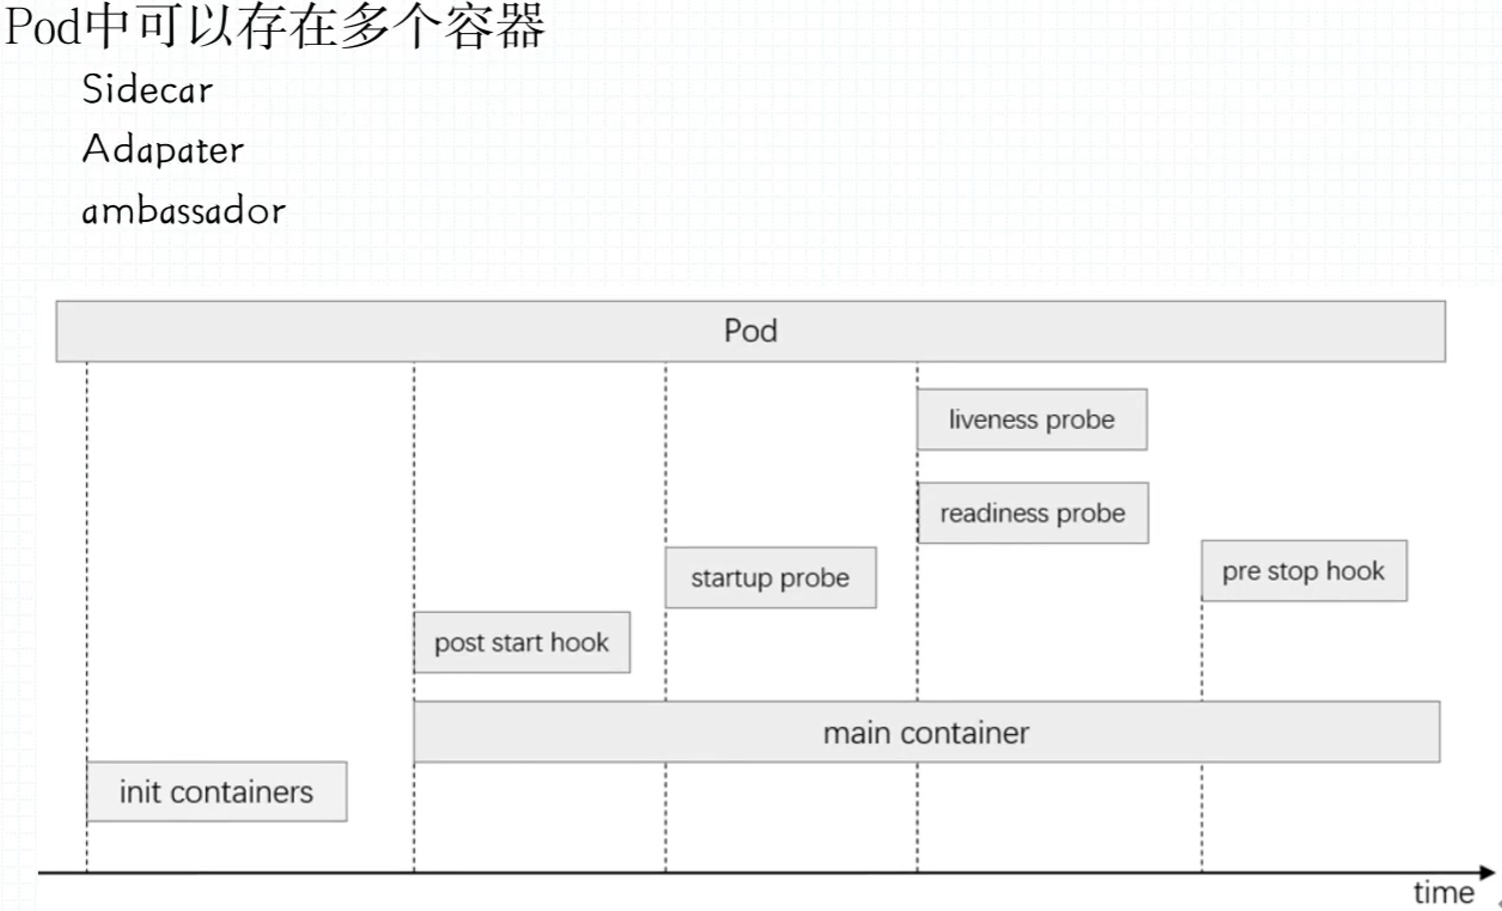 Pod中可以存在多个容器
Sidecar
Adapater
ambassador
Pod
liveness probe
readiness probe
startup probe
pre stop hook
post start hook
main container
init containers
time